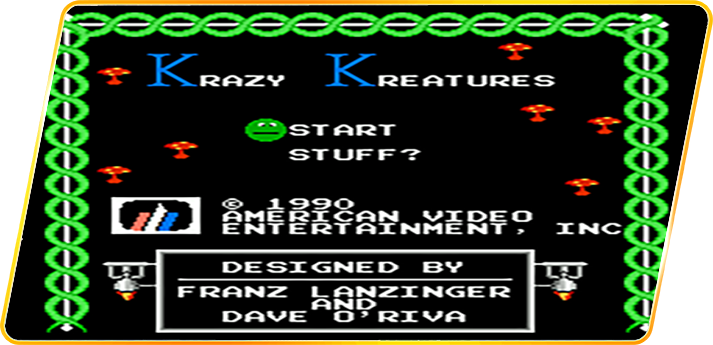 KRAZY KREATURES
START
STUFF?
© 1990
AMERICAN VIDEO
ENTERTAINMENT, INC
DESIGNED BY
FRANZ LANZINGER
AND
DAVE O'RIVA